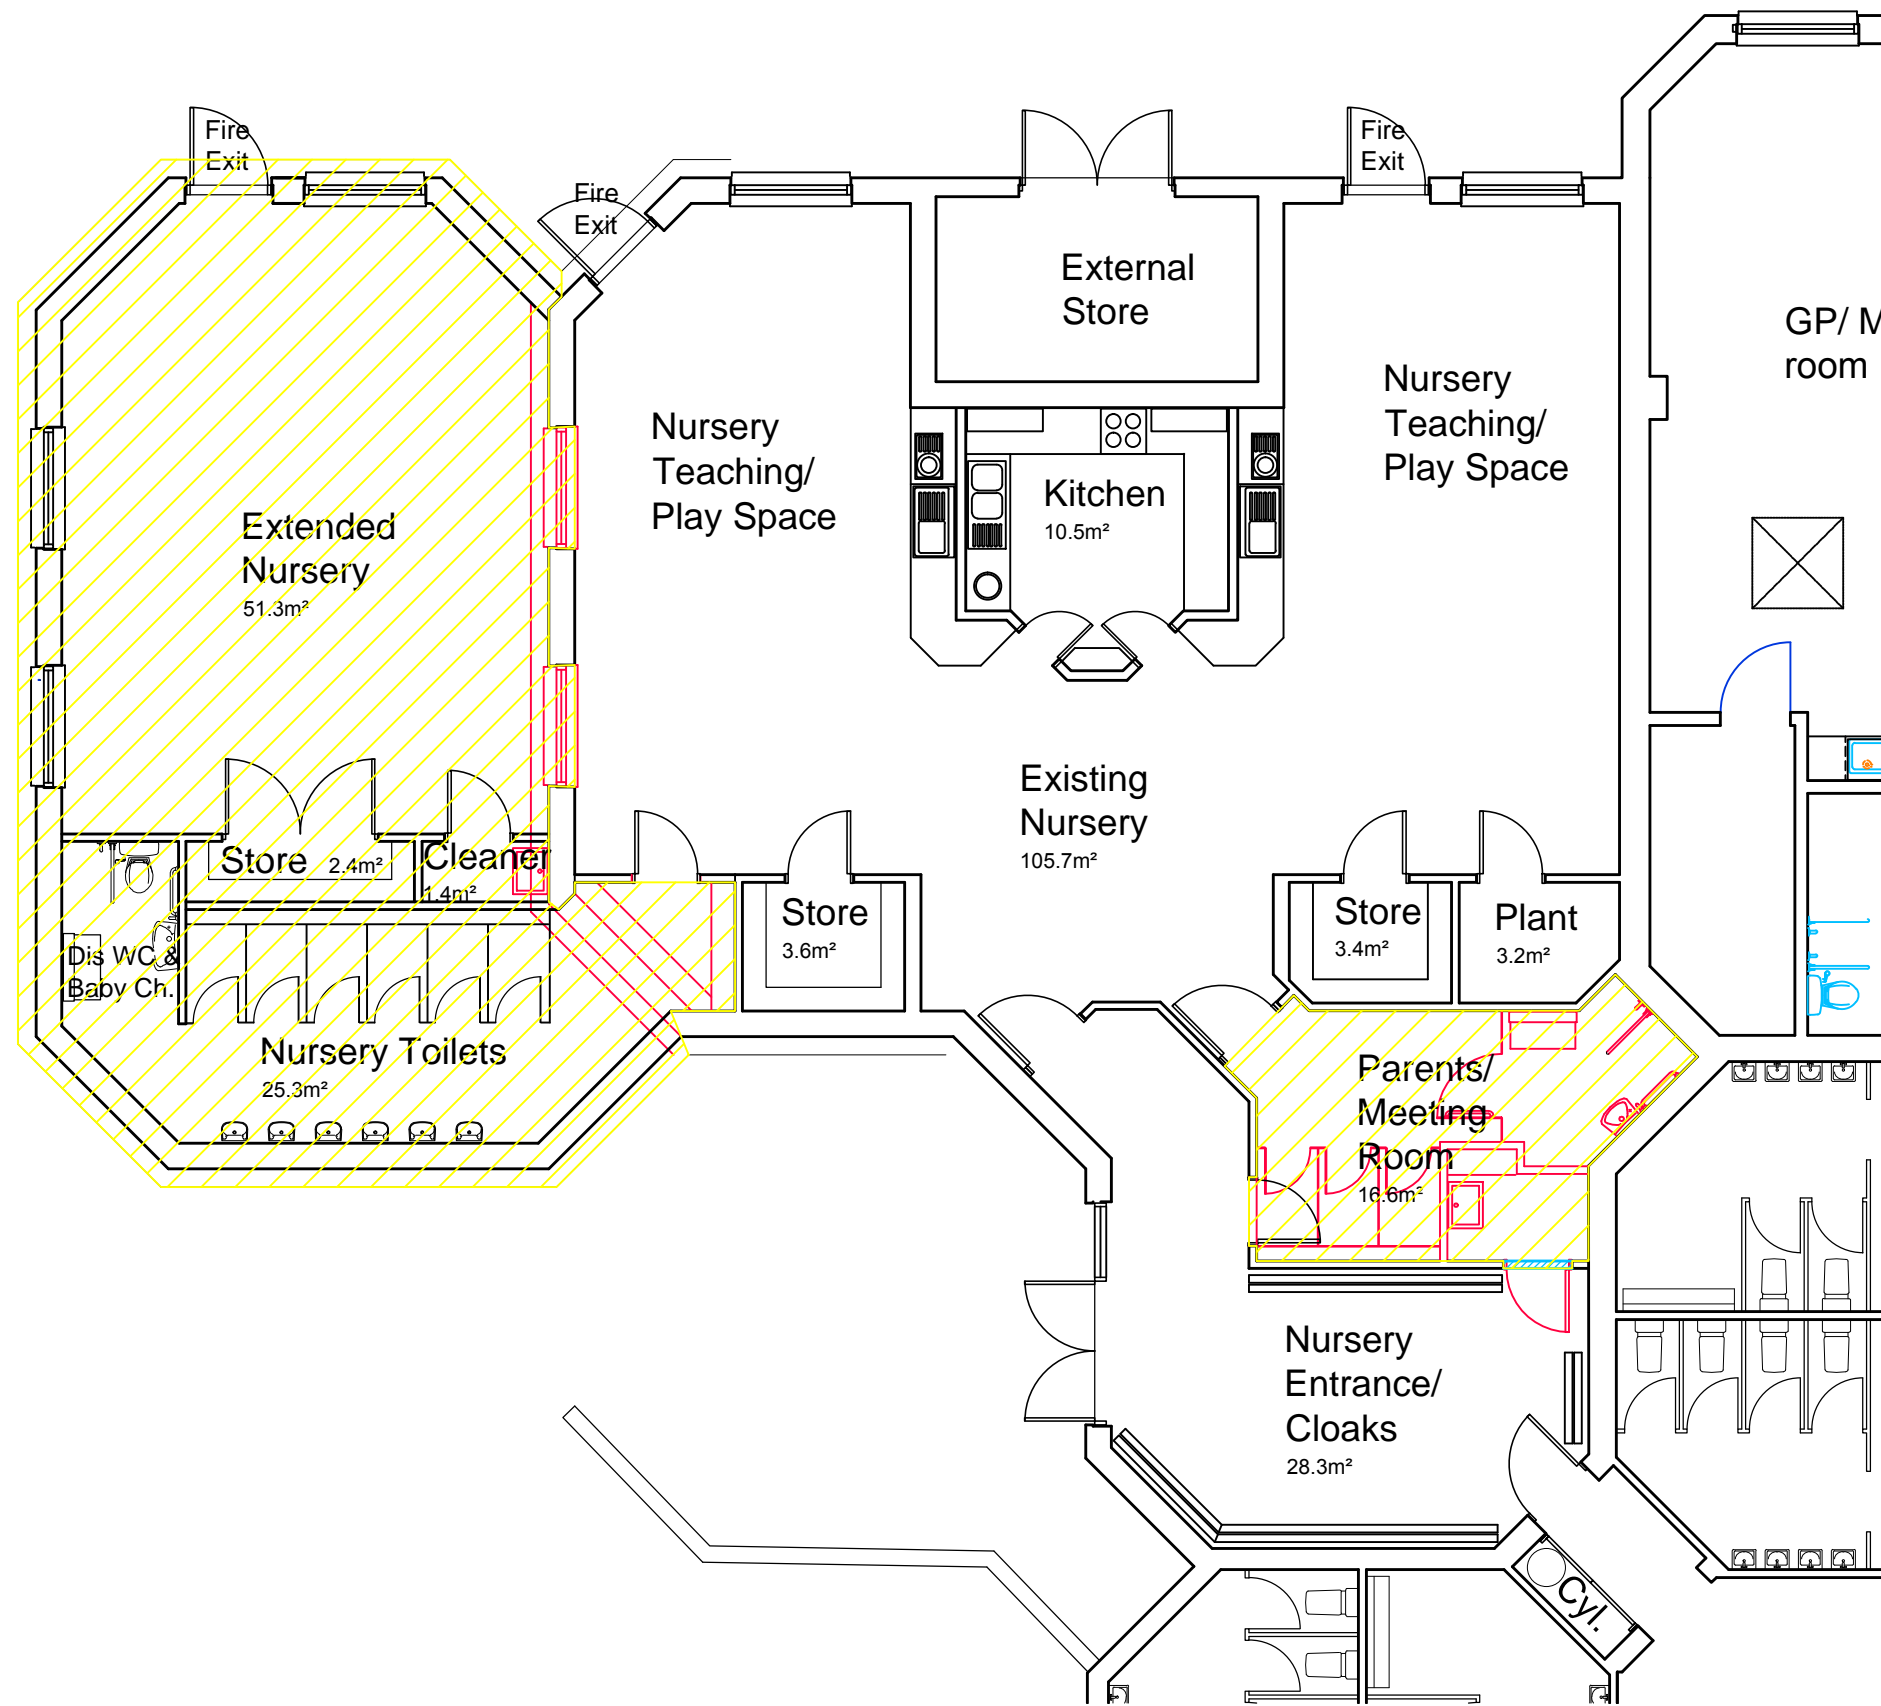 Fire
Exit
Fire
Exit
Fire
Exit
External
Store
GP/ M
room
Nursery
Teaching/
Play Space
Nursery
Teaching/
Play Space
Kitchen
10.5m²
Extended
Nursery
51.3m²
Existing
Nursery
105.7m²
Store 2.4m²
Cleaner
1.4m²
Store
3.6m²
Store
3.4m²
Plant
3.2m²
Dis WC &
Baby Ch.
Nursery Toilets
25.3m²
Parents/
Meeting
Room
16.6m²
Nursery
Entrance/
Cloaks
28.3m²
Cyl.